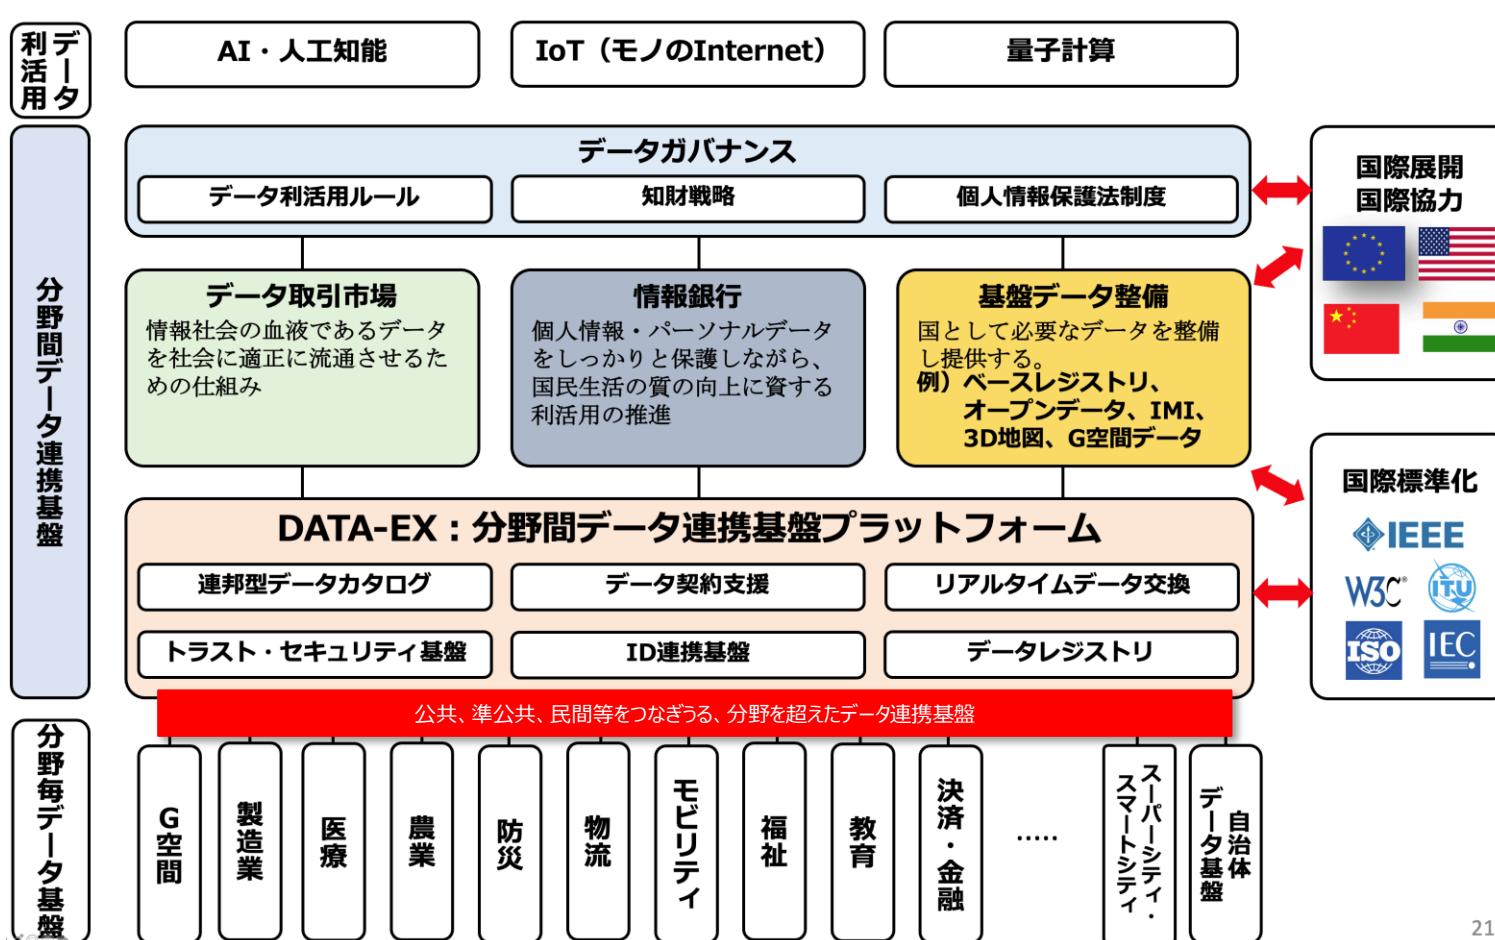 データ
利活用
AI・人工知能
IoT（モノのInternet）
量子計算
分野間データ連携基盤
データガバナンス
データ利活用ルール
知財戦略
個人情報保護法制度
国際展開
国際協力
データ取引市場
情報社会の血液であるデータ
を社会に適正に流通させるた
めの仕組み
情報銀行
個人情報・パーソナルデータ
をしっかりと保護しながら、
国民生活の質の向上に資する
利活用の推進
基盤データ整備
国として必要なデータを整備
し提供する。
例）ベースレジストリ、
オープンデータ、IMI、
3D地図、G空間データ
DATA-EX：分野間データ連携基盤プラットフォーム
連邦型データカタログ
データ契約支援
リアルタイムデータ交換
トラスト・セキュリティ基盤
ID連携基盤
データレジストリ
国際標準化
IEEE
W3C®
ITU
ISO
IEC
公共、準公共、民間等をつなぎうる、分野を超えたデータ連携基盤
分野毎データ基盤
G空間
製造業
医療
農業
防災
物流
モビリティ
福祉
教育
決済・金融
.....
スーパーシティ・
スマートシティ
自治体
データ基盤
21